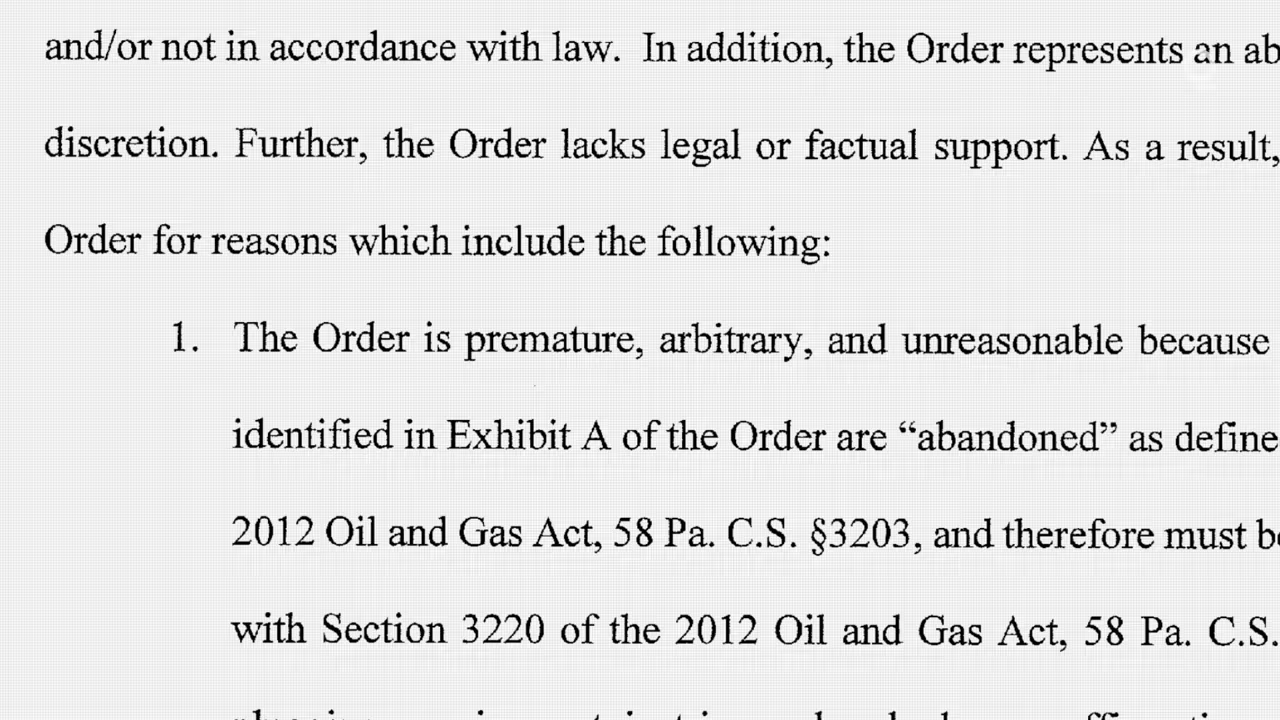 and/or not in accordance with law. In addition, the Order represents an
discretion. Further, the Order lacks legal or factual support. As a result,
Order for reasons which include the following:
1. The Order is premature, arbitrary, and unreasonable because
identified in Exhibit A of the Order are “abandoned” as
2012 Oil and Gas Act, 58 Pa. C.S. §3203, and therefore must
with Section 3220 of the 2012 Oil and Gas Act, 58 Pa. C.S.